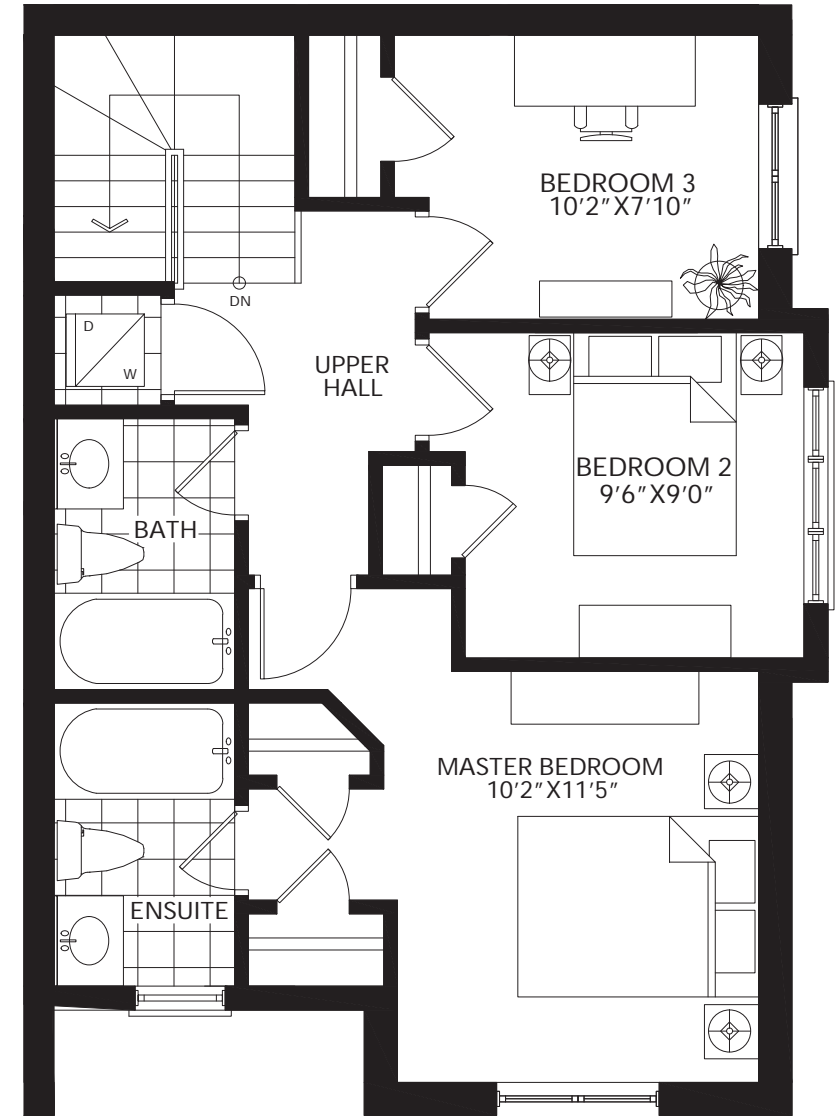 BEDROOM 3
10'2"X7'10"
DN
D
W
UPPER
HALL
BEDROOM 2
9'6"X9'0"
BATH
MASTER BEDROOM
10'2"X11'5"
ENSUITE